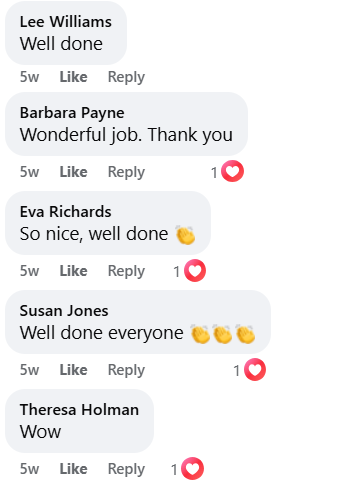 Lee Williams
Well done
5w Like Reply
Barbara Payne
Wonderful job. Thank you
5w Like Reply 1
Eva Richards
So nice, well done 👏
5w Like Reply 1
Susan Jones
Well done everyone 👏👏👏
5w Like Reply 1
Theresa Holman
Wow
5w Like Reply 1